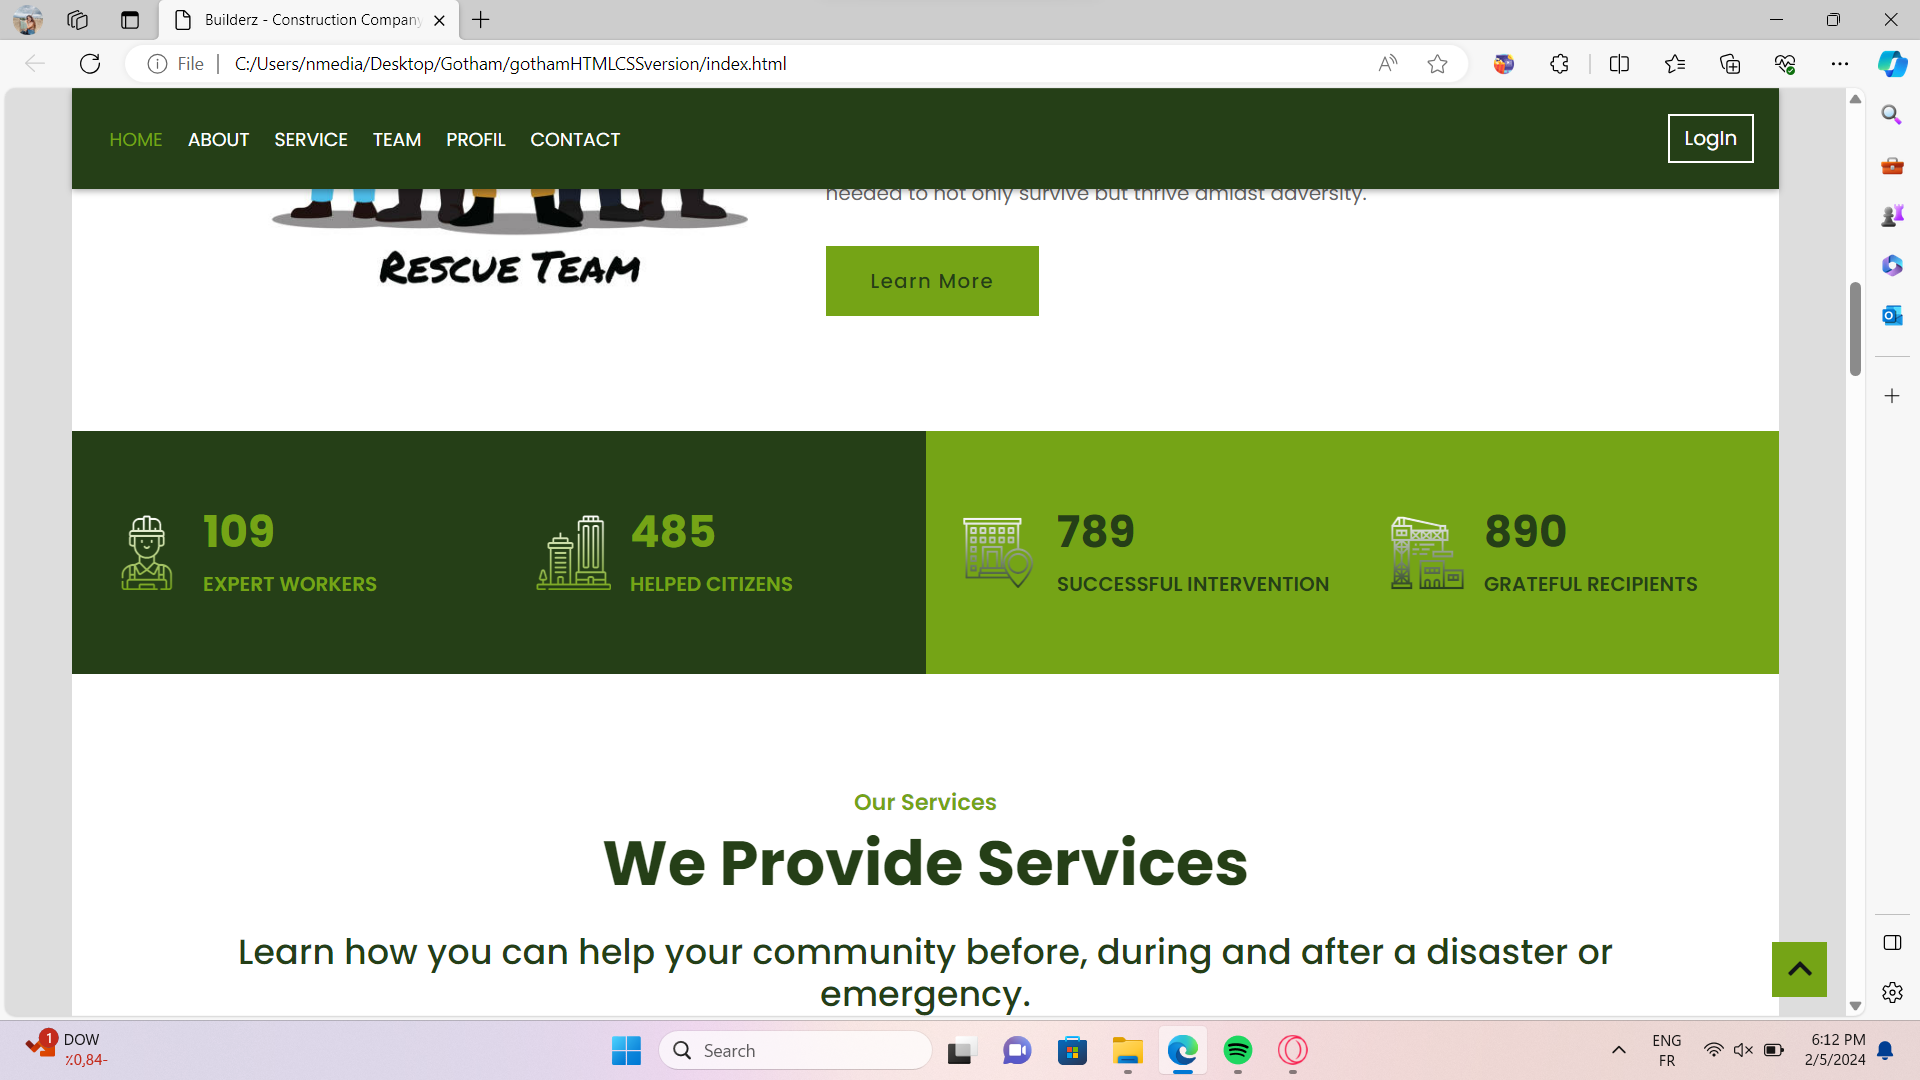 Builderz - Construction Company
File
C:/Users/nmedia/Desktop/Gotham/gothamHTMLCSSversion/index.html
HOME ABOUT SERVICE TEAM PROFIL CONTACT
LogIn
needed to not only survive but thrive amidst adversity.
RESCUE TEAM
Learn More
109
EXPERT WORKERS
485
HELPED CITIZENS
789
SUCCESSFUL INTERVENTION
890
GRATEFUL RECIPIENTS
Our Services
We Provide Services
Learn how you can help your community before, during and after a disaster or
emergency.
1
DOW
٪0,84-
Search
ENG
FR
6:12 PM
2/5/2024